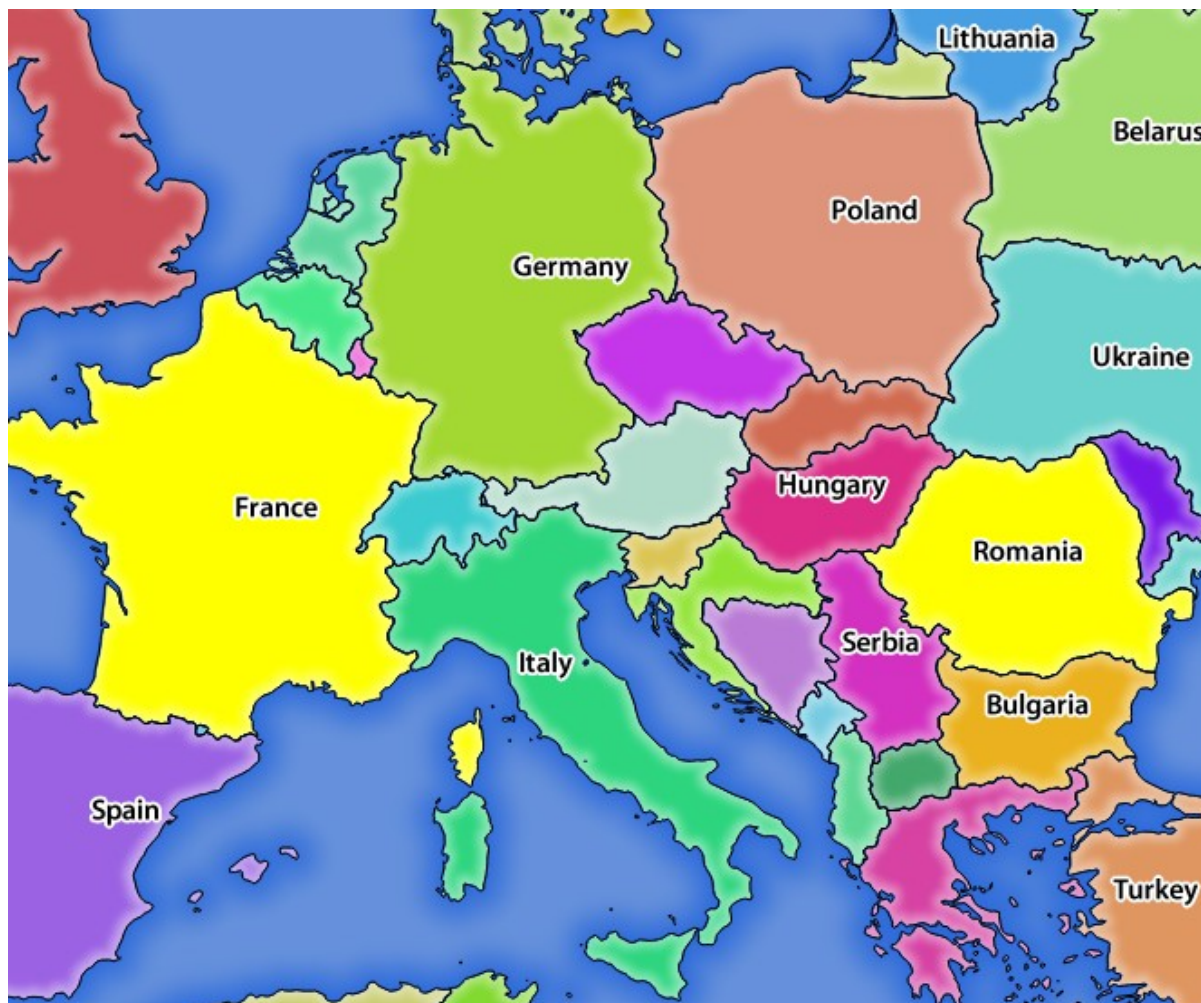 Lithuania
Belarus
Poland
Germany
Ukraine
Hungary
France
Romania
Serbia
Italy
Bulgaria
Spain
Turkey